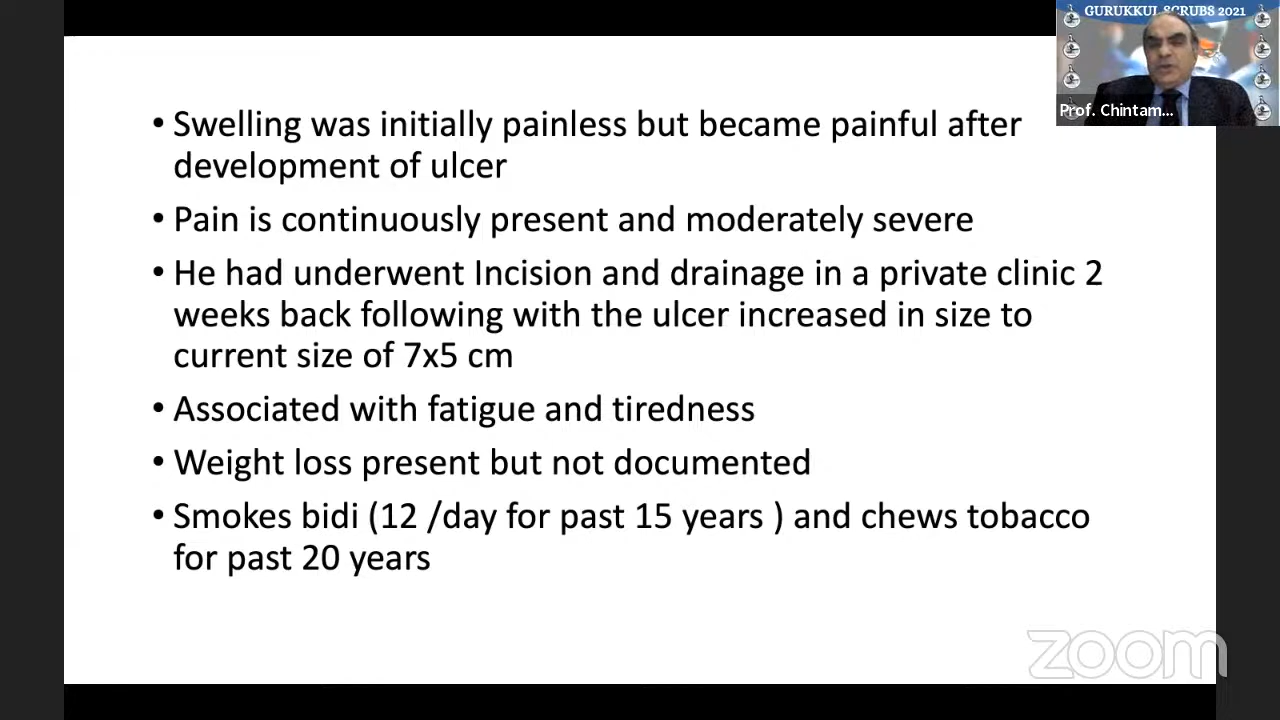 GURUKKUL SCRUBS 2021
Prof. Chintam...
• Swelling was initially painless but became painful after
development of ulcer
• Pain is continuously present and moderately severe
• He had underwent Incision and drainage in a private clinic 2
weeks back following with the ulcer increased in size to
current size of 7x5 cm
• Associated with fatigue and tiredness
• Weight loss present but not documented
• Smokes bidi (12 /day for past 15 years ) and chews tobacco
for past 20 years
zoom